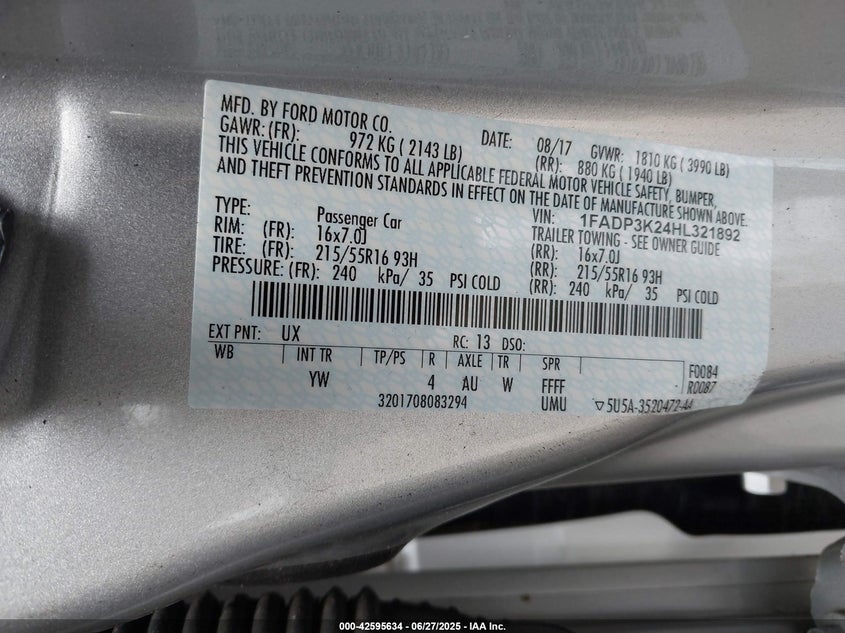 MFD. BY FORD MOTOR CO.
DATE: 08/17 GVWR: 1810 KG ( 3990 LB)
GAWR: (FR): 972 KG ( 2143 LB) (RR): 880 KG ( 1940 LB)
THIS VEHICLE CONFORMS TO ALL APPLICABLE FEDERAL MOTOR VEHICLE SAFETY, BUMPER,
AND THEFT PREVENTION STANDARDS IN EFFECT ON THE DATE OF MANUFACTURE SHOWN ABOVE.
VIN: 1FADP3K24HL321892
TYPE: Passenger Car TRAILER TOWING - SEE OWNER GUIDE
RIM: (FR): 16x7.0J (RR): 16x7.0J
TIRE: (FR): 215/55R16 93H (RR): 215/55R16 93H
PRESSURE: (FR): 240 kPa/ 35 PSI COLD (RR): 240 kPa/ 35 PSI COLD
EXT PNT: UX RC: 13 DSO:
WB INT TR TP/PS R AXLE TR SPR
YW 4 AU W FFFF
F0084
R0087
3201708083294 UMU ▽5U5A-3520472-AA
000-42595634 - 06/27/2025 - IAA Inc.